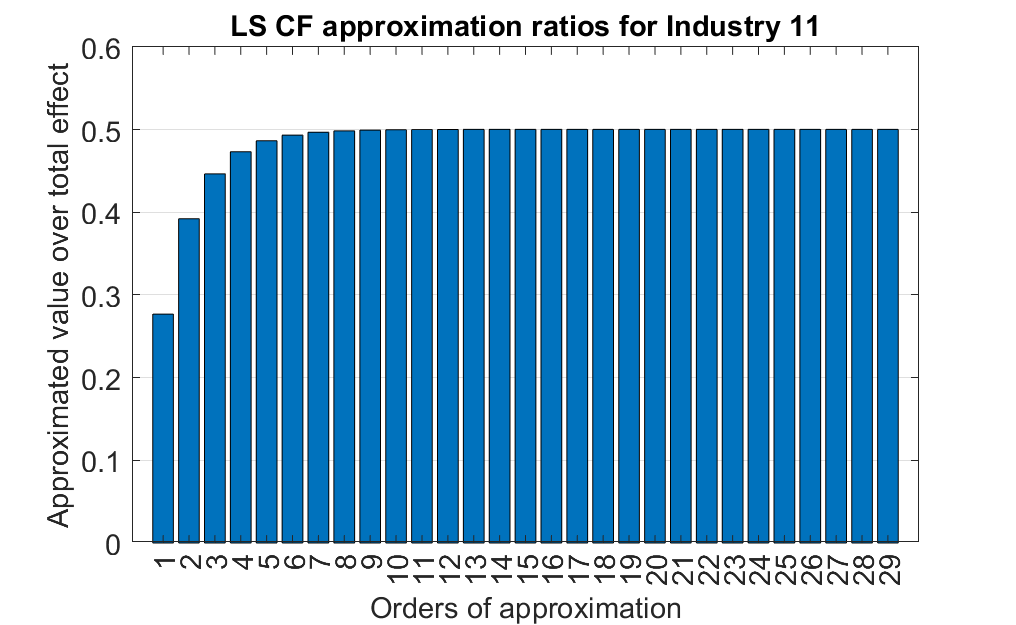 LS CF approximation ratios for Industry 11
Approximated value over total effect
0.6
0.5
0.4
0.3
0.2
0.1
0
1 2 3 4 5 6 7 8 9 10 11 12 13 14 15 16 17 18 19 20 21 22 23 24 25 26 27 28 29
Orders of approximation